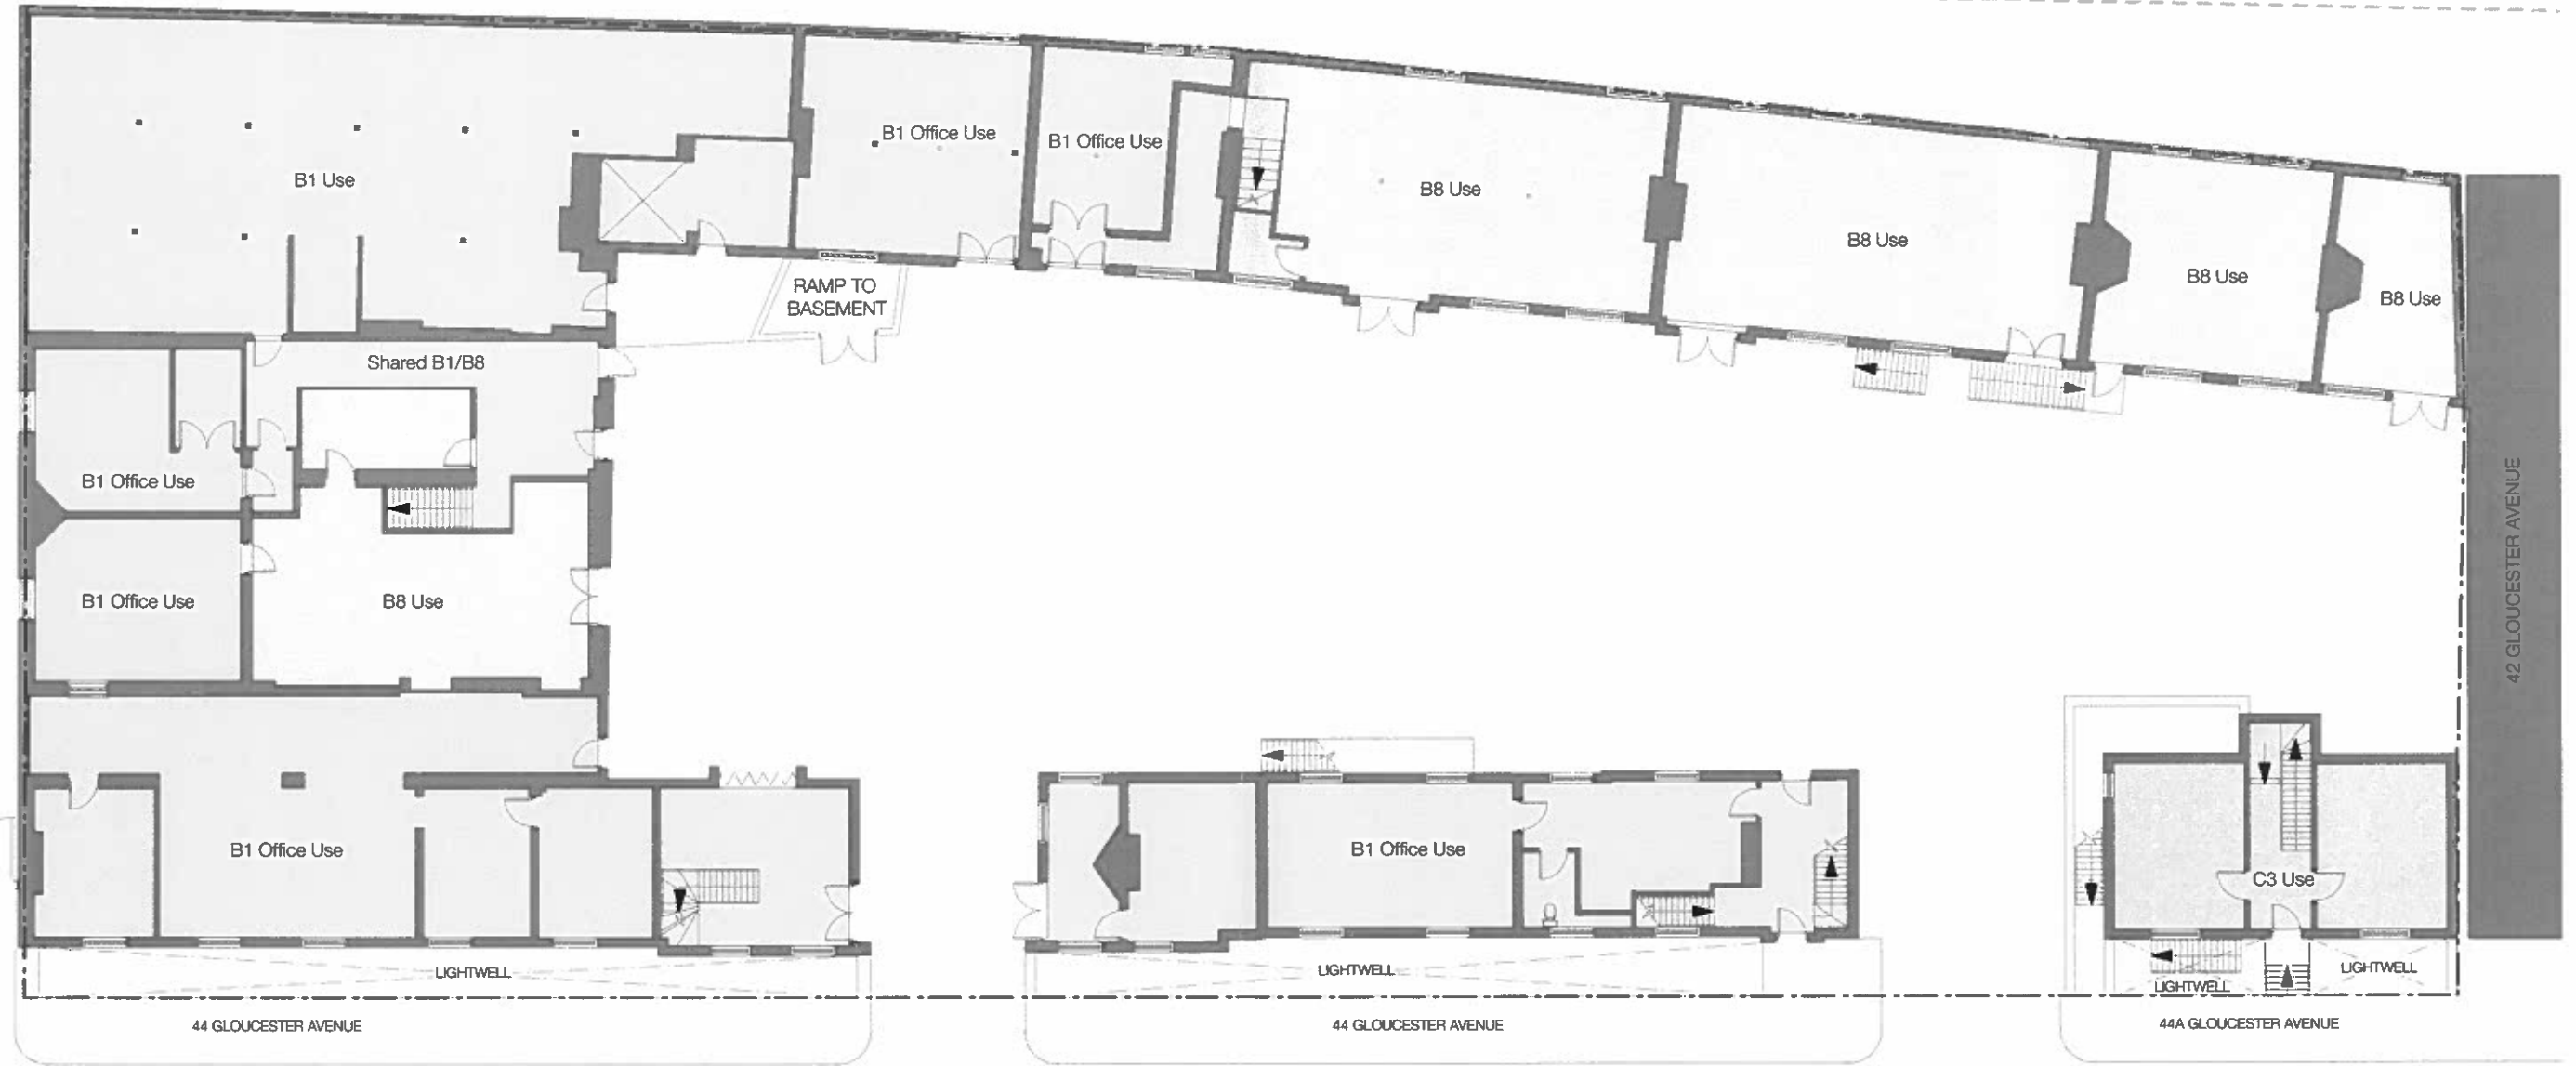 B1 Use
B1 Office Use
B1 Office Use
B8 Use
B8 Use
B8 Use
B8 Use
RAMP TO
BASEMENT
Shared B1/B8
B1 Office Use
B1 Office Use
B8 Use
42 GLOUCESTER AVENUE
B1 Office Use
B1 Office Use
C3 Use
LIGHTWELL
LIGHTWELL
LIGHTWELL
LIGHTWELL
44 GLOUCESTER AVENUE
44 GLOUCESTER AVENUE
44A GLOUCESTER AVENUE